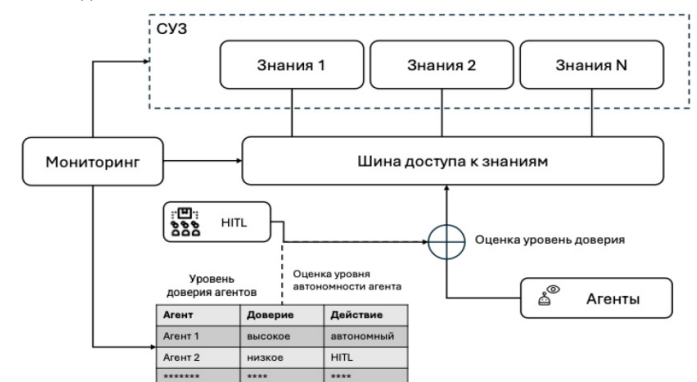 СУЗ
Знания 1
Знания 2
Знания N
Мониторинг
Шина доступа к знаниям
HITL
Оценка уровень доверия
Уровень
доверия агентов
Оценка уровня
автономности агента
Агенты
Агент Доверие Действие
Агент 1 высокое автономный
Агент 2 низкое HITL
******* **** ****